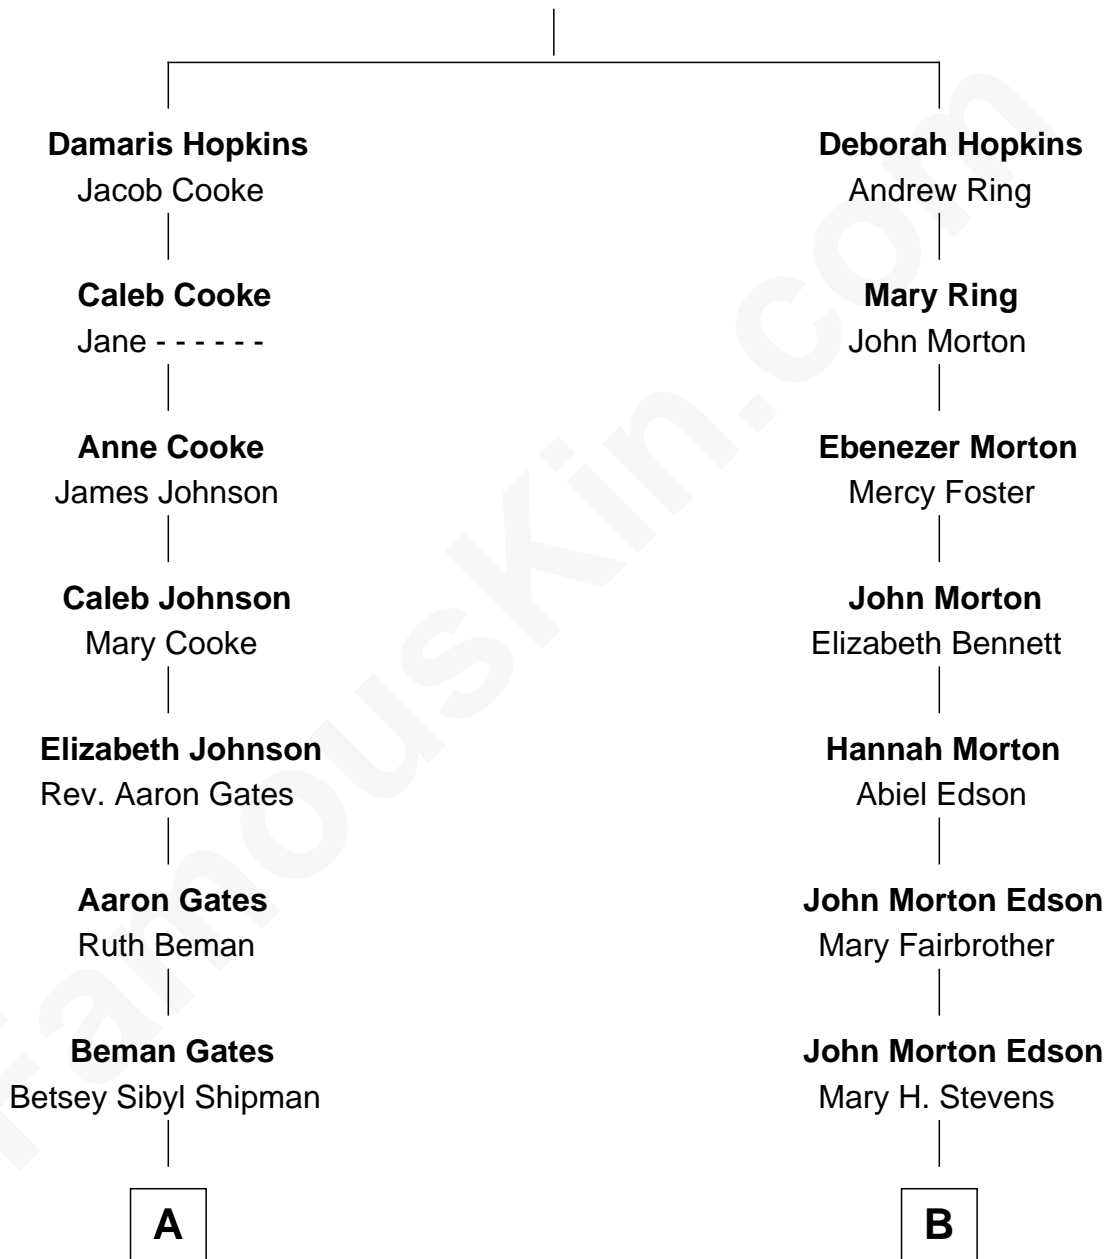 Damaris Hopkins
Jacob Cooke
Deborah Hopkins
Andrew Ring
Caleb Cooke
Jane - - - - - -
Mary Ring
John Morton
Anne Cooke
James Johnson
Ebenezer Morton
Mercy Foster
Caleb Johnson
Mary Cooke
John Morton
Elizabeth Bennett
Elizabeth Johnson
Rev. Aaron Gates
Hannah Morton
Abiel Edson
Aaron Gates
Ruth Beman
John Morton Edson
Mary Fairbrother
Beman Gates
Betsey Sibyl Shipman
John Morton Edson
Mary H. Stevens
A
B
FamousKin.com